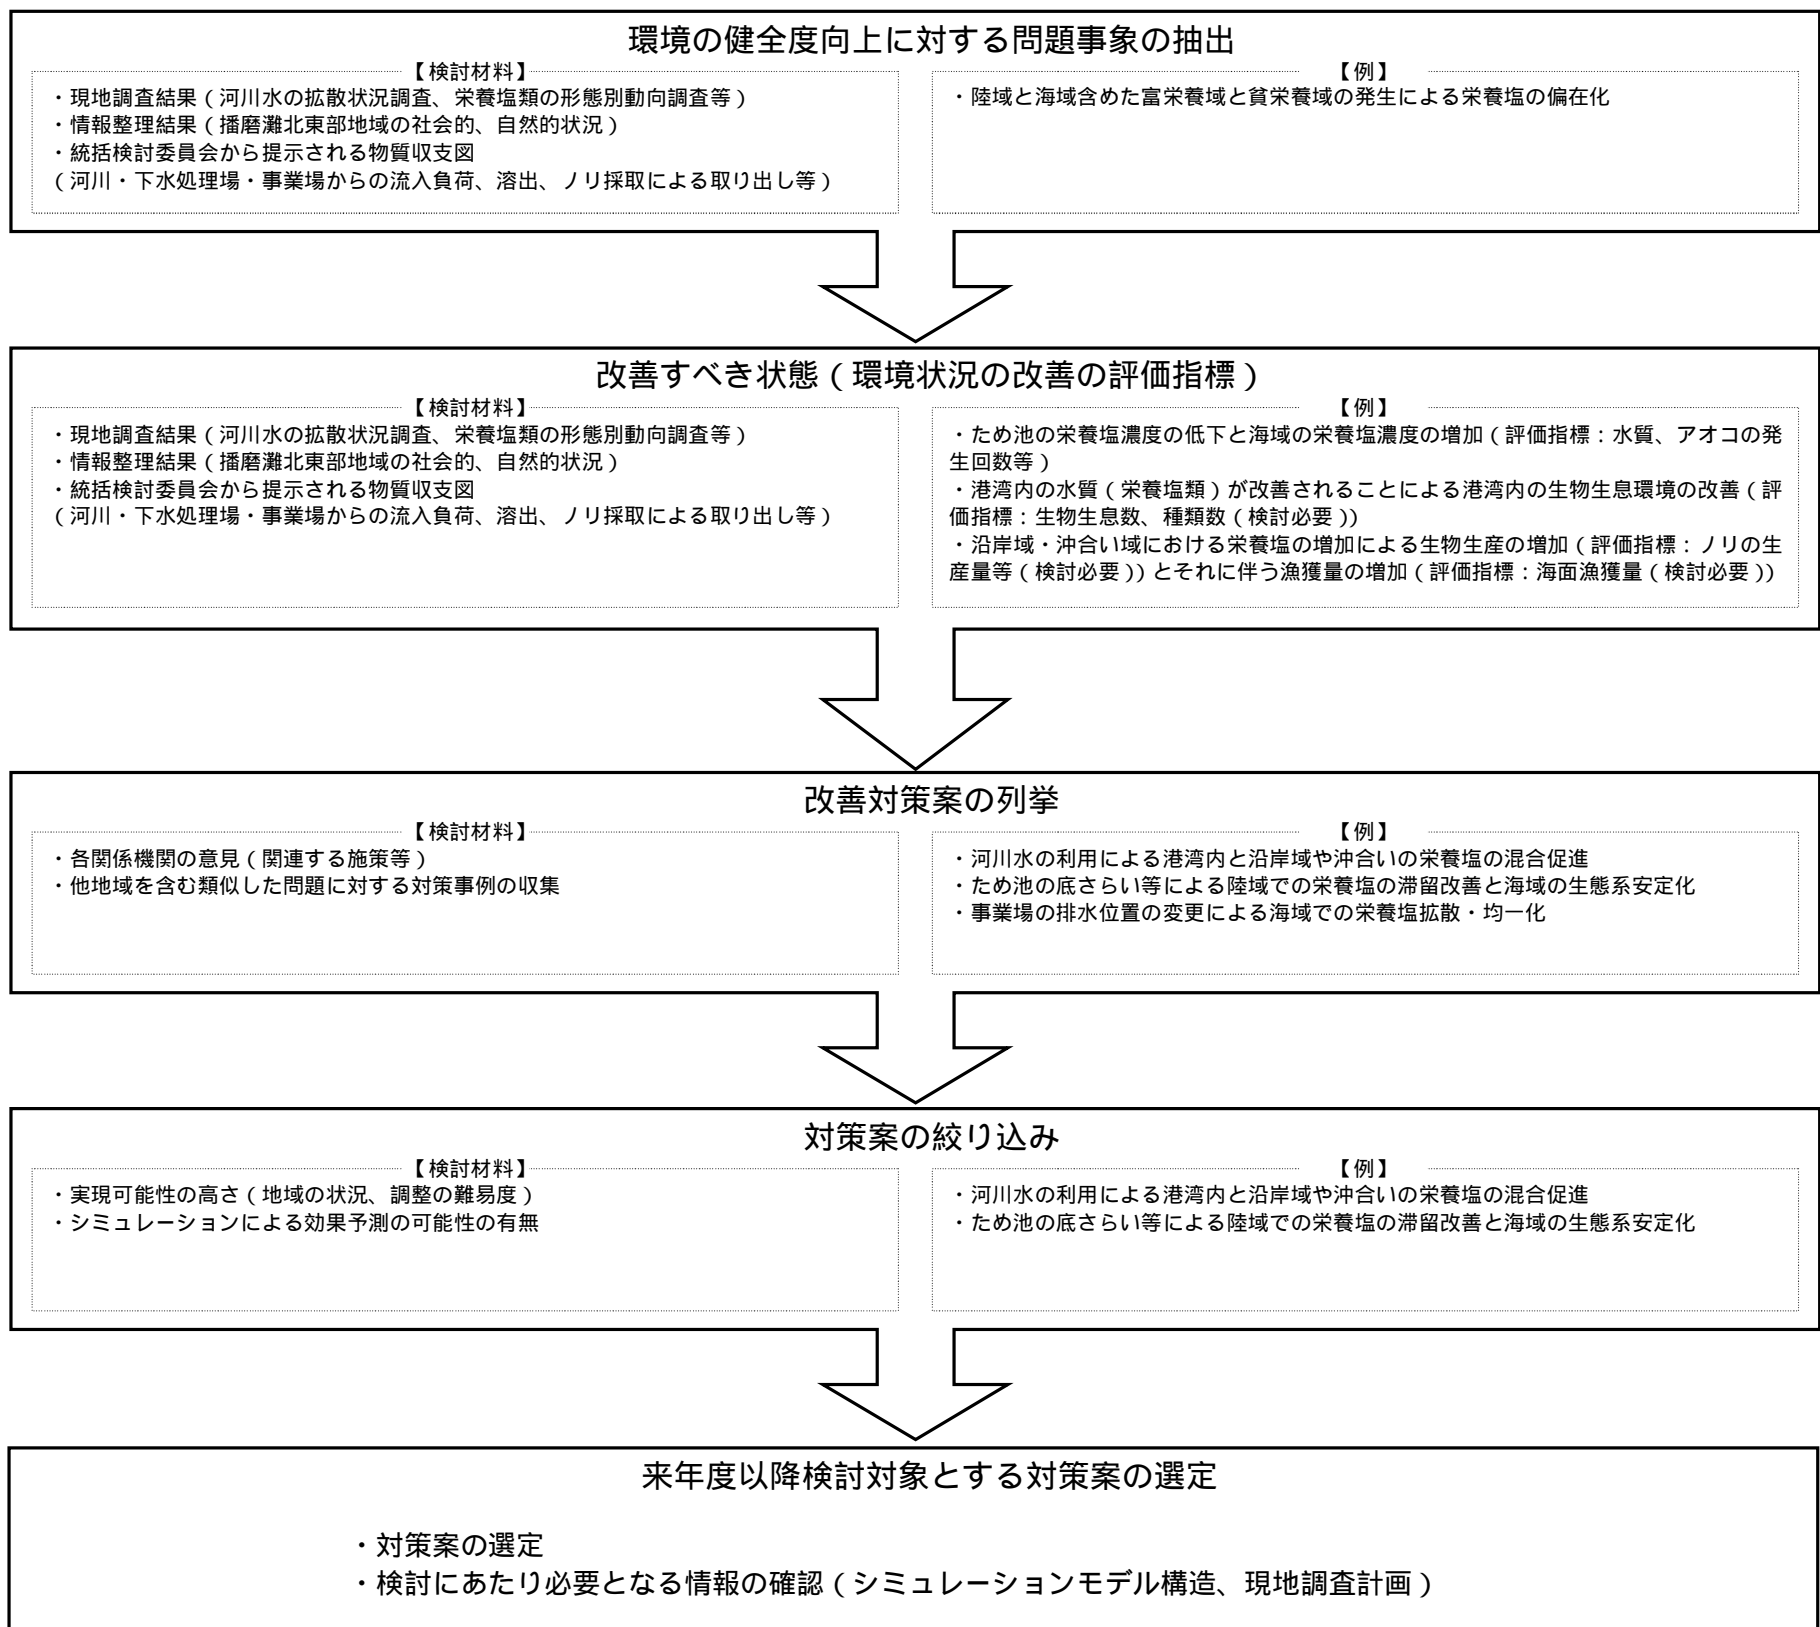 環境の健全度向上に対する問題事象の抽出
【検討材料】
・現地調査結果（河川水の拡散状況調査、栄養塩類の形態別動向調査等）
・情報整理結果（播磨灘北東部地域の社会的、自然的状況）
・統括検討委員会から提示される物質収支図
（河川・下水処理場・事業場からの流入負荷、溶出、ノリ採取による取り出し等）
【例】
・陸域と海域含めた富栄養域と貧栄養域の発生による栄養塩の偏在化
改善すべき状態（環境状況の改善の評価指標）
【検討材料】
・現地調査結果（河川水の拡散状況調査、栄養塩類の形態別動向調査等）
・情報整理結果（播磨灘北東部地域の社会的、自然的状況）
・統括検討委員会から提示される物質収支図
（河川・下水処理場・事業場からの流入負荷、溶出、ノリ採取による取り出し等）
【例】
・ため池の栄養塩濃度の低下と海域の栄養塩濃度の増加（評価指標：水質、アオコの発
生回数等）
・港湾内の水質（栄養塩類）が改善されることによる港湾内の生物生息環境の改善（評
価指標：生物生息数、種類数（検討必要））
・沿岸域・沖合い域における栄養塩の増加による生物生産の増加（評価指標：ノリの生
産量等（検討必要））とそれに伴う漁獲量の増加（評価指標：海面漁獲量（検討必要））
改善対策案の列挙
【検討材料】
・各関係機関の意見（関連する施策等）
・他地域を含む類似した問題に対する対策事例の収集
【例】
・河川水の利用による港湾内と沿岸域や沖合いの栄養塩の混合促進
・ため池の底さらい等による陸域での栄養塩の滞留改善と海域の生態系安定化
・事業場の排水位置の変更による海域での栄養塩拡散・均一化
対策案の絞り込み
【検討材料】
・実現可能性の高さ（地域の状況、調整の難易度）
・シミュレーションによる効果予測の可能性の有無
【例】
・河川水の利用による港湾内と沿岸域や沖合いの栄養塩の混合促進
・ため池の底さらい等による陸域での栄養塩の滞留改善と海域の生態系安定化
来年度以降検討対象とする対策案の選定
・対策案の選定
・検討にあたり必要となる情報の確認（シミュレーションモデル構造、現地調査計画）